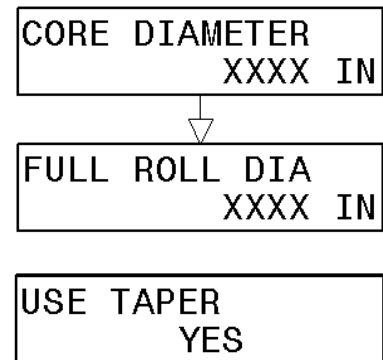 CORE DIAMETER
XXXX IN
FULL ROLL DIA
XXXX IN
USE TAPER
YES